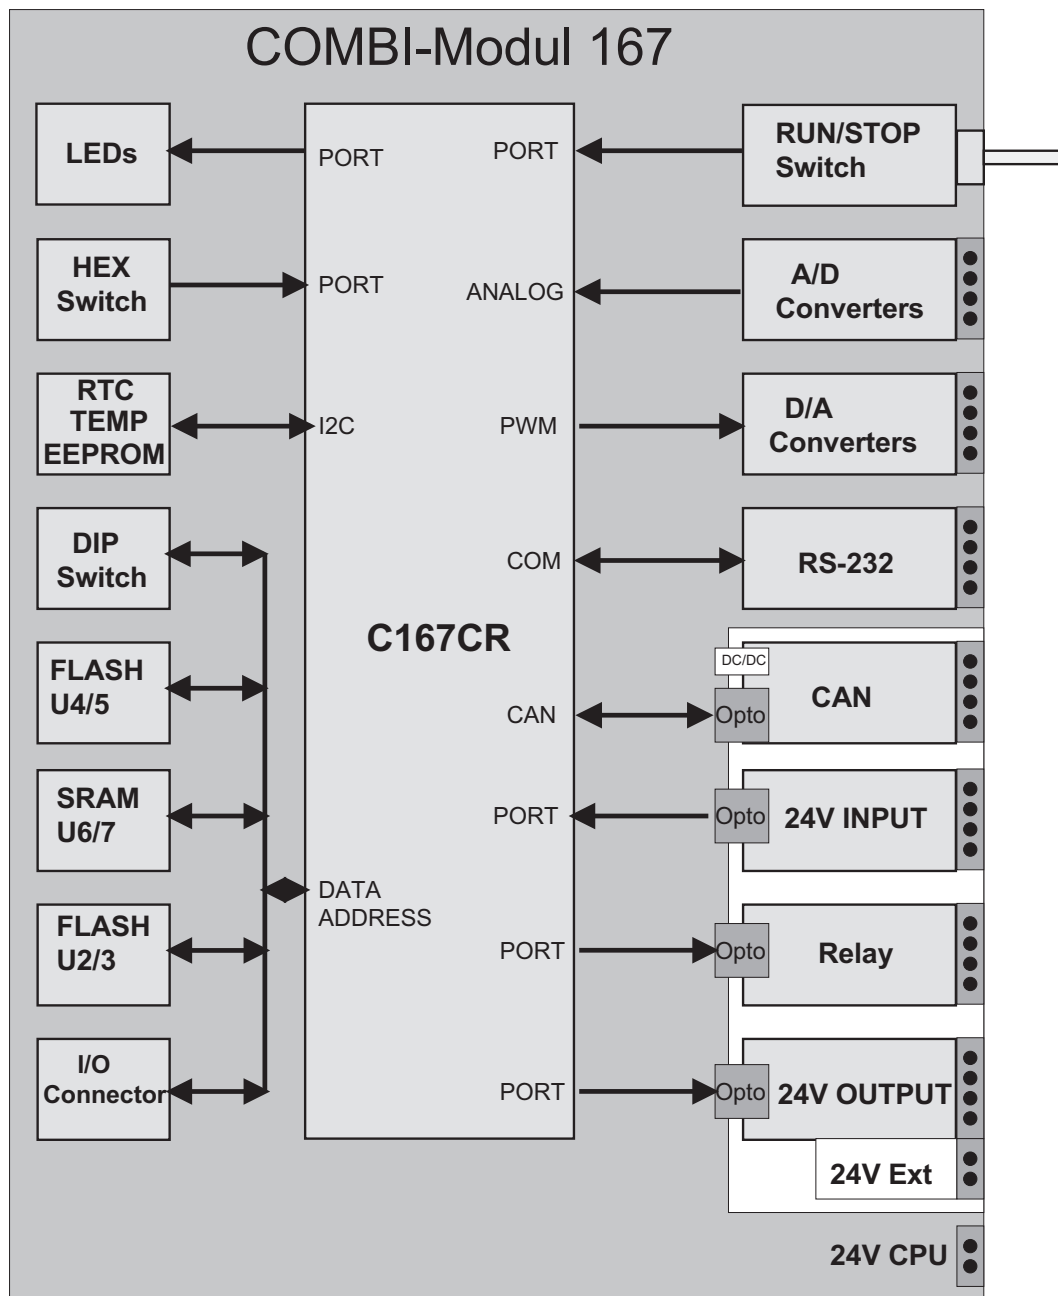 COMBI-Modul 167
LEDs
HEX
Switch
RTC
TEMP
EEPROM
DIP
Switch
FLASH
U4/5
SRAM
U6/7
FLASH
U2/3
I/O
Connector
PORT
PORT
I2C
DATA
ADDRESS
C167CR
PORT
ANALOG
PWM
COM
CAN
PORT
PORT
PORT
RUN/STOP
Switch
A/D
Converters
D/A
Converters
RS-232
DC/DC
Opto
CAN
Opto
24V INPUT
Opto
Relay
Opto
24V OUTPUT
24V Ext
24V CPU